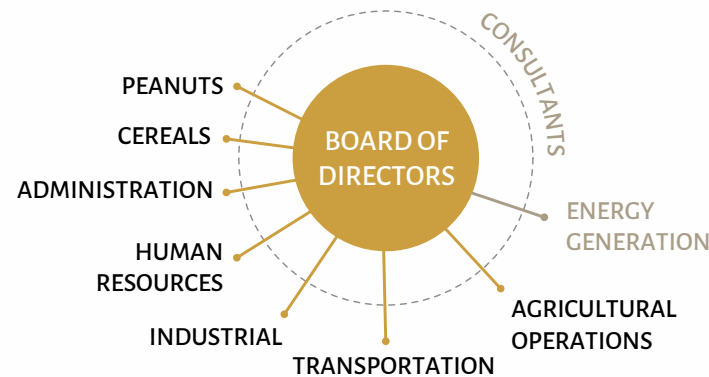 CONSULTANTS
PEANUTS
CEREALS
BOARD OF
DIRECTORS
ADMINISTRATION
ENERGY
GENERATION
HUMAN
RESOURCES
AGRICULTURAL
OPERATIONS
INDUSTRIAL
TRANSPORTATION